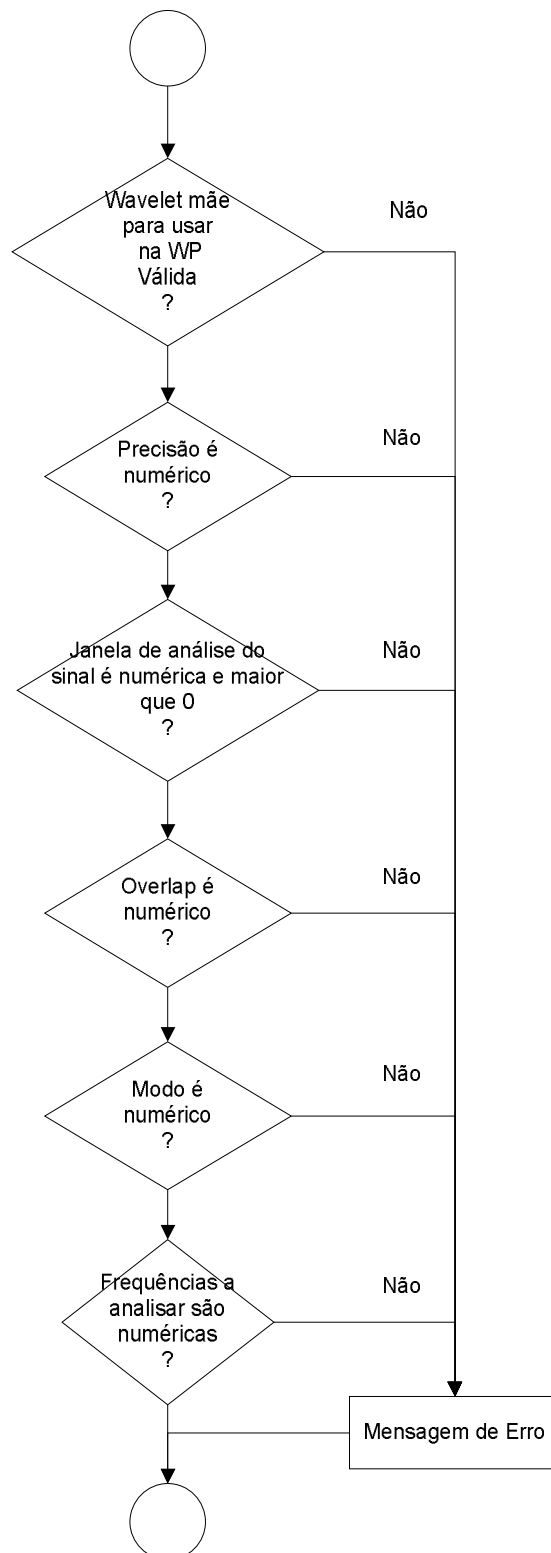 Wavelet mãe
para usar
na WP
Válida
?
Não
Precisão é
numérico
?
Não
Janela de análise do
sinal é numérica e maior
que 0
?
Não
Overlap é
numérico
?
Não
Modo é
numérico
?
Não
Frequências a
analisar são
numéricas
?
Não
Mensagem de Erro